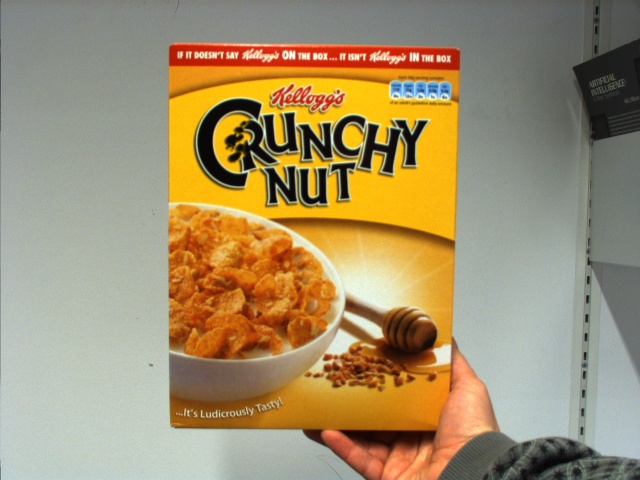 IF IT DOESN'T SAY Kellogg's ON THE BOX... IT ISN'T Kellogg's IN THE BOX
Kellogg's
CRUNCHY
NUT
...It's Ludicrously Tasty!
ARTIFICIAL
INTELLIGENCE